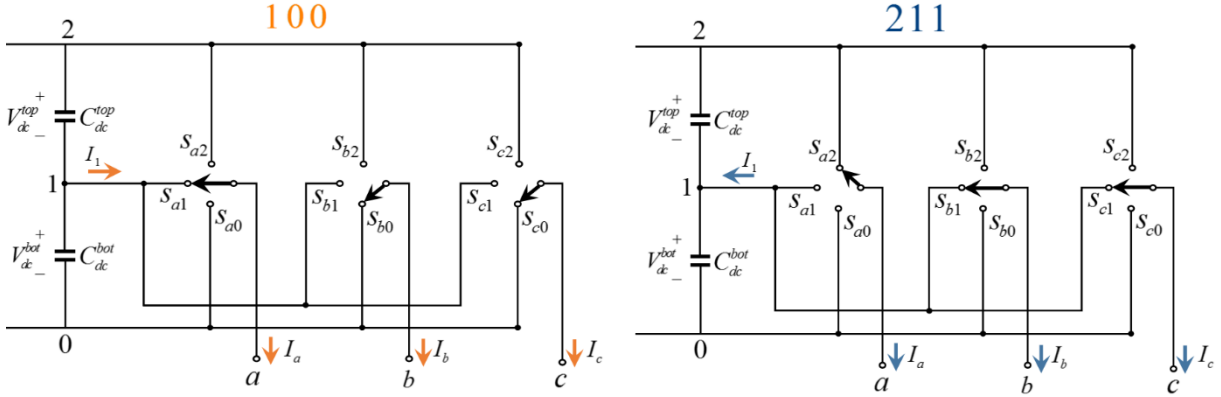 100
2
V_dc^top + −
C_dc^top
s_a2
s_b2
s_c2
I_1
1
s_a1
s_a0
s_b1
s_b0
s_c1
s_c0
V_dc^bot + −
C_dc^bot
0
I_a
I_b
I_c
a
b
c
211
2
V_dc^top + −
C_dc^top
s_a2
s_b2
s_c2
I_1
1
s_a1
s_a0
s_b1
s_b0
s_c1
s_c0
V_dc^bot + −
C_dc^bot
0
I_a
I_b
I_c
a
b
c